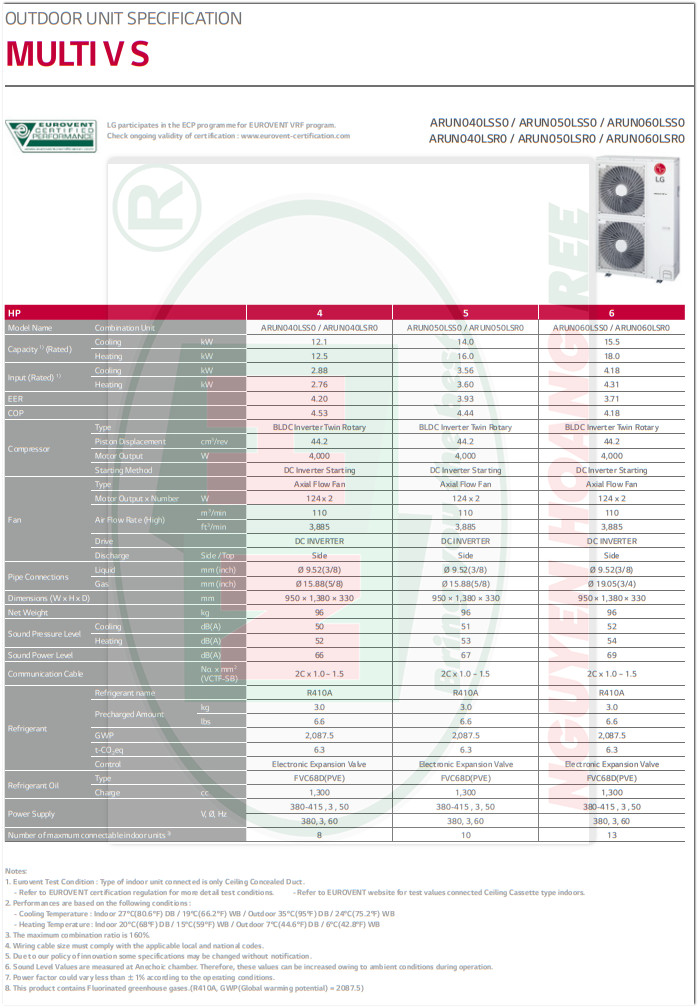 OUTDOOR UNIT SPECIFICATION
MULTI V S
EUROVENT CERTIFIED PERFORMANCE
LG participates in the ECP programme for EUROVENT VRF program.
Check ongoing validity of certification : www.eurovent-certification.com
ARUN040LSS0 / ARUN050LSS0 / ARUN060LSS0
ARUN040LSR0 / ARUN050LSR0 / ARUN060LSR0
LG
®
HP 4 5 6
Model Name Combination Unit ARUN040LSS0 / ARUN040LSR0 ARUN050LSS0 / ARUN050LSR0 ARUN060LSS0 / ARUN060LSR0
Capacity 1) (Rated) Cooling kW 12.1 14.0 15.5
Heating kW 12.5 16.0 18.0
Input (Rated) 1) Cooling kW 2.88 3.56 4.18
Heating kW 2.76 3.60 4.31
EER 4.20 3.93 3.71
COP 4.53 4.44 4.18
Compressor Type BLDC Inverter Twin Rotary BLDC Inverter Twin Rotary BLDC Inverter Twin Rotary
Piston Displacement cm³/rev 44.2 44.2 44.2
Motor Output W 4,000 4,000 4,000
Starting Method DC Inverter Starting DC Inverter Starting DC Inverter Starting
Fan Type Axial Flow Fan Axial Flow Fan Axial Flow Fan
Motor Output x Number W 124 x 2 124 x 2 124 x 2
Air Flow Rate (High) m³/min 110 110 110
ft³/min 3,885 3,885 3,885
Drive DC INVERTER DC INVERTER DC INVERTER
Discharge Side / Top Side Side Side
Pipe Connections Liquid mm (inch) Ø 9.52(3/8) Ø 9.52(3/8) Ø 9.52(3/8)
Gas mm (inch) Ø 15.88(5/8) Ø 15.88(5/8) Ø 19.05(3/4)
Dimensions (W x H x D) mm 950 × 1,380 × 330 950 × 1,380 × 330 950 × 1,380 × 330
Net Weight kg 96 96 96
Sound Pressure Level Cooling dB(A) 50 51 52
Heating dB(A) 52 53 54
Sound Power Level dB(A) 66 67 69
Communication Cable No. x mm² (VCTF-SB) 2C x 1.0 ~ 1.5 2C x 1.0 ~ 1.5 2C x 1.0 ~ 1.5
Refrigerant Refrigerant name R410A R410A R410A
Precharged Amount kg 3.0 3.0 3.0
lbs 6.6 6.6 6.6
GWP 2,087.5 2,087.5 2,087.5
t-CO₂eq 6.3 6.3 6.3
Control Electronic Expansion Valve Electronic Expansion Valve Electronic Expansion Valve
Refrigerant Oil Type FVC68D(PVE) FVC68D(PVE) FVC68D(PVE)
Charge cc 1,300 1,300 1,300
Power Supply V, Ø, Hz 380-415 , 3 , 50 380-415 , 3 , 50 380-415 , 3 , 50
380, 3, 60 380, 3, 60 380, 3, 60
Number of maxmum connectable indoor units 3) 8 10 13
NGUYEN HOANG REE
Notes:
1. Eurovent Test Condition : Type of indoor unit connected is only Ceiling Concealed Duct.
- Refer to EUROVENT certification regulation for more detail test conditions. - Refer to EUROVENT website for test values connected Ceiling Cassette type indoors.
2. Performances are based on the following conditions :
- Cooling Temperature : Indoor 27°C(80.6°F) DB / 19°C(66.2°F) WB / Outdoor 35°C(95°F) DB / 24°C(75.2°F) WB
- Heating Temperature : Indoor 20°C(68°F) DB / 15°C(59°F) WB / Outdoor 7°C(44.6°F) DB / 6°C(42.8°F) WB
3. The maximum combination ratio is 160%.
4. Wiring cable size must comply with the applicable local and national codes.
5. Due to our policy of innovation some specifications may be changed without notification.
6. Sound Level Values are measured at Anechoic chamber. Therefore, these values can be increased owing to ambient conditions during operation.
7. Power factor could vary less than ± 1% according to the operating conditions.
8. This product contains Fluorinated greenhouse gases.(R410A, GWP(Global warming potential) = 2087.5)